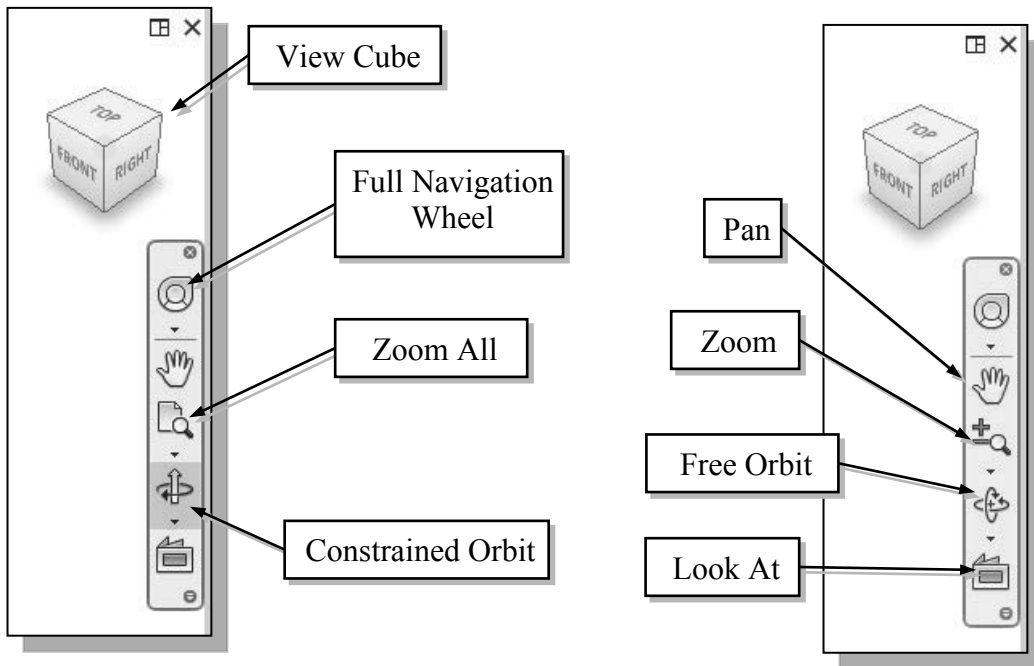 View Cube
TOP
FRONT
RIGHT
Full Navigation
Wheel
Zoom All
Constrained Orbit
TOP
FRONT
RIGHT
Pan
Zoom
Free Orbit
Look At